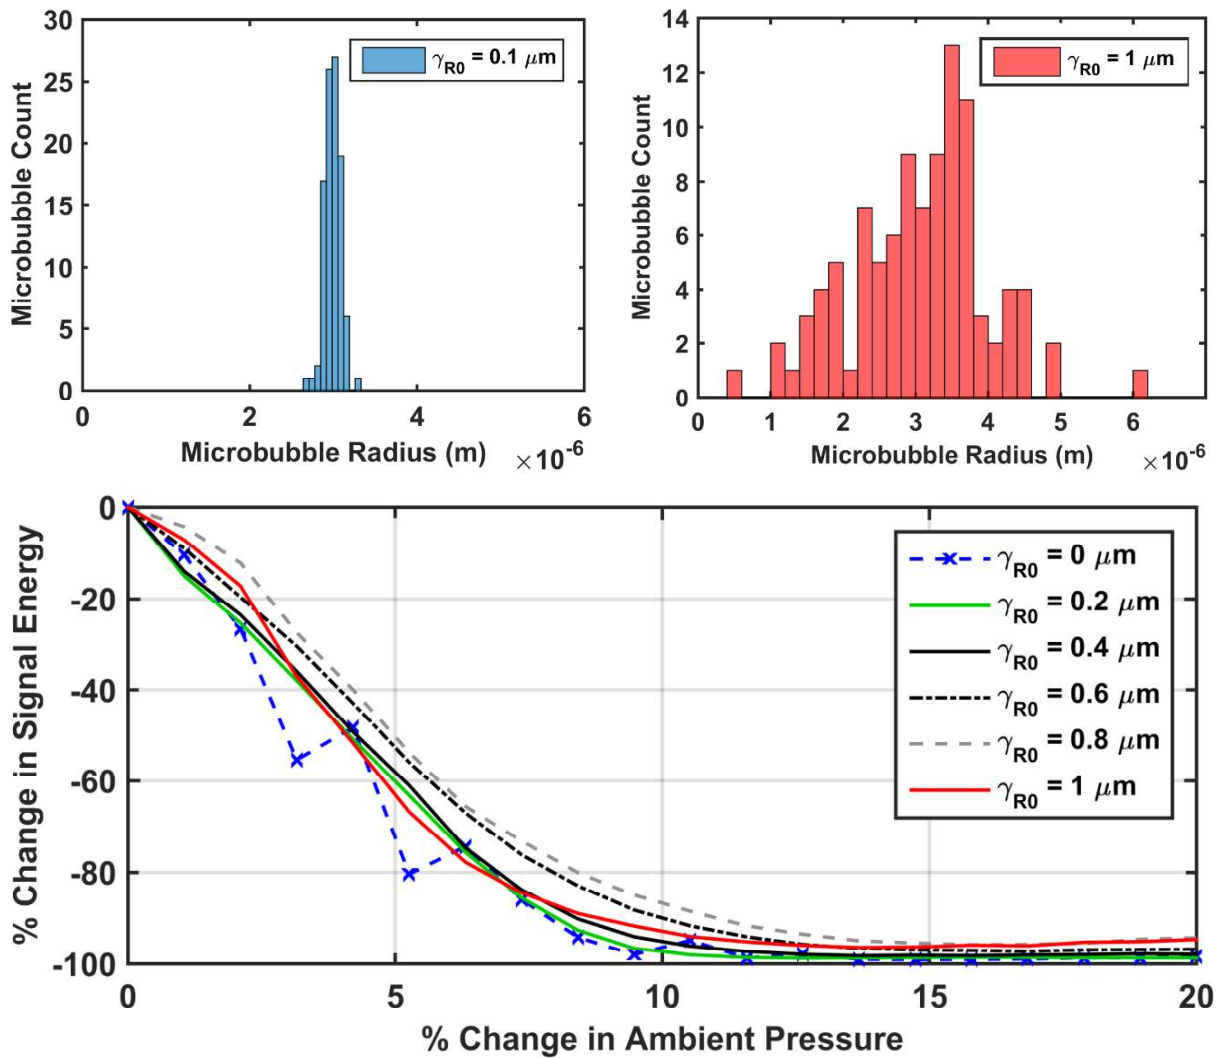 30
25
20
15
10
5
0
0 2 4 6
Microbubble Count
Microbubble Radius (m) ×10⁻⁶
γR0 = 0.1 μm
14
12
10
8
6
4
2
0
0 1 2 3 4 5 6
Microbubble Count
Microbubble Radius (m) ×10⁻⁶
γR0 = 1 μm
0
-20
-40
-60
-80
-100
0 5 10 15 20
% Change in Signal Energy
% Change in Ambient Pressure
γR0 = 0 μm
γR0 = 0.2 μm
γR0 = 0.4 μm
γR0 = 0.6 μm
γR0 = 0.8 μm
γR0 = 1 μm